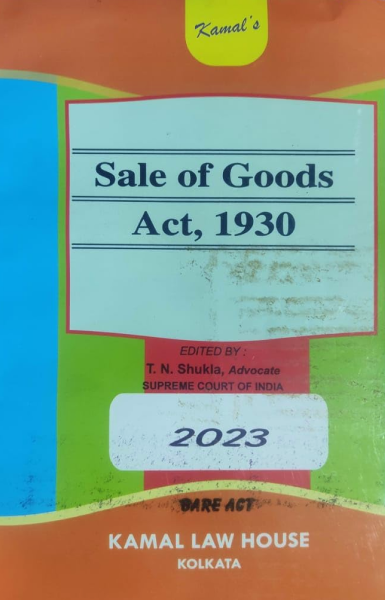 Kamal's
Sale of Goods
Act, 1930
EDITED BY :
T. N. Shukla, Advocate
SUPREME COURT OF INDIA
2023
BARE ACT
KAMAL LAW HOUSE
KOLKATA